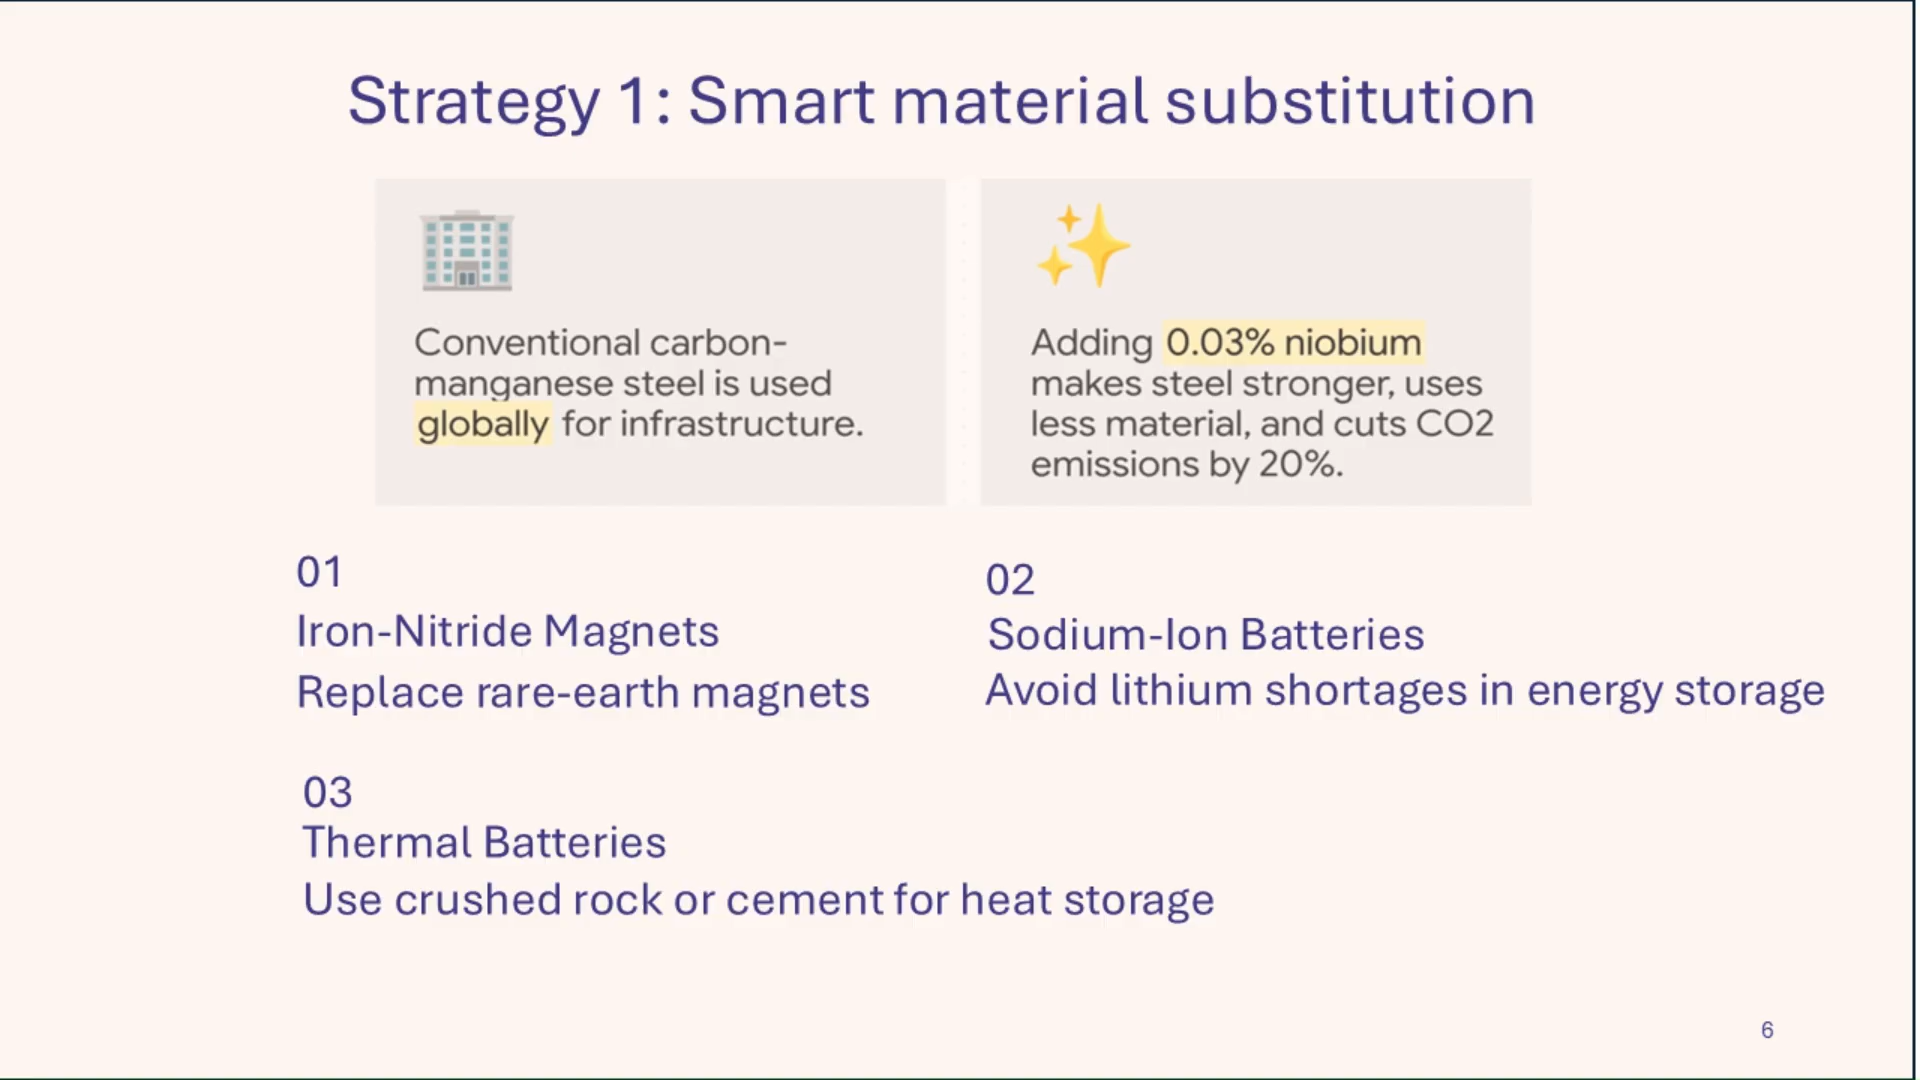 Strategy 1: Smart material substitution
Conventional carbon-
manganese steel is used
globally for infrastructure.
Adding 0.03% niobium
makes steel stronger, uses
less material, and cuts CO2
emissions by 20%.
01
Iron-Nitride Magnets
Replace rare-earth magnets
02
Sodium-Ion Batteries
Avoid lithium shortages in energy storage
03
Thermal Batteries
Use crushed rock or cement for heat storage
6